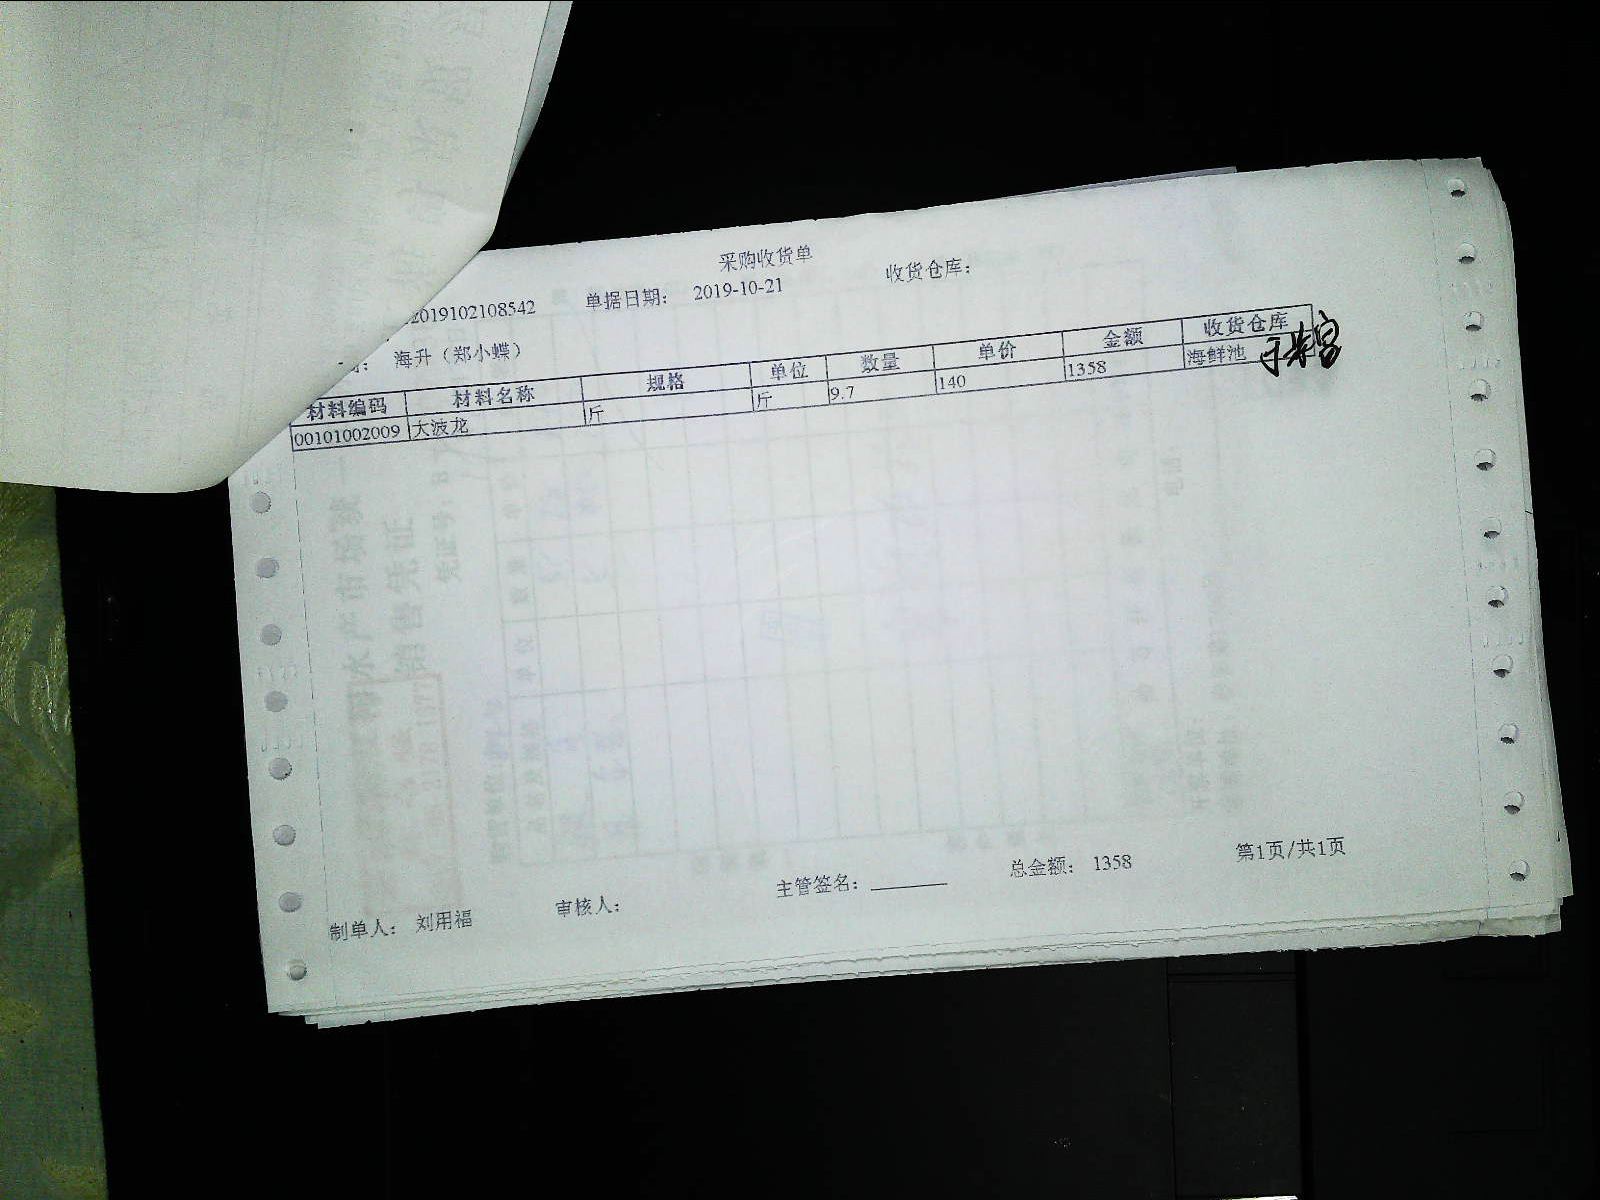 采购收货单
2019102108542 单据日期： 2019-10-21 收货仓库：
海升（郑小蝶）
材料编码 材料名称 规格 单位 数量 单价 金额 收货仓库
00101002009 大波龙 斤 斤 9.7 140 1358 海鲜池
制单人： 刘用福 审核人： 主管签名： 总金额： 1358 第1页/共1页